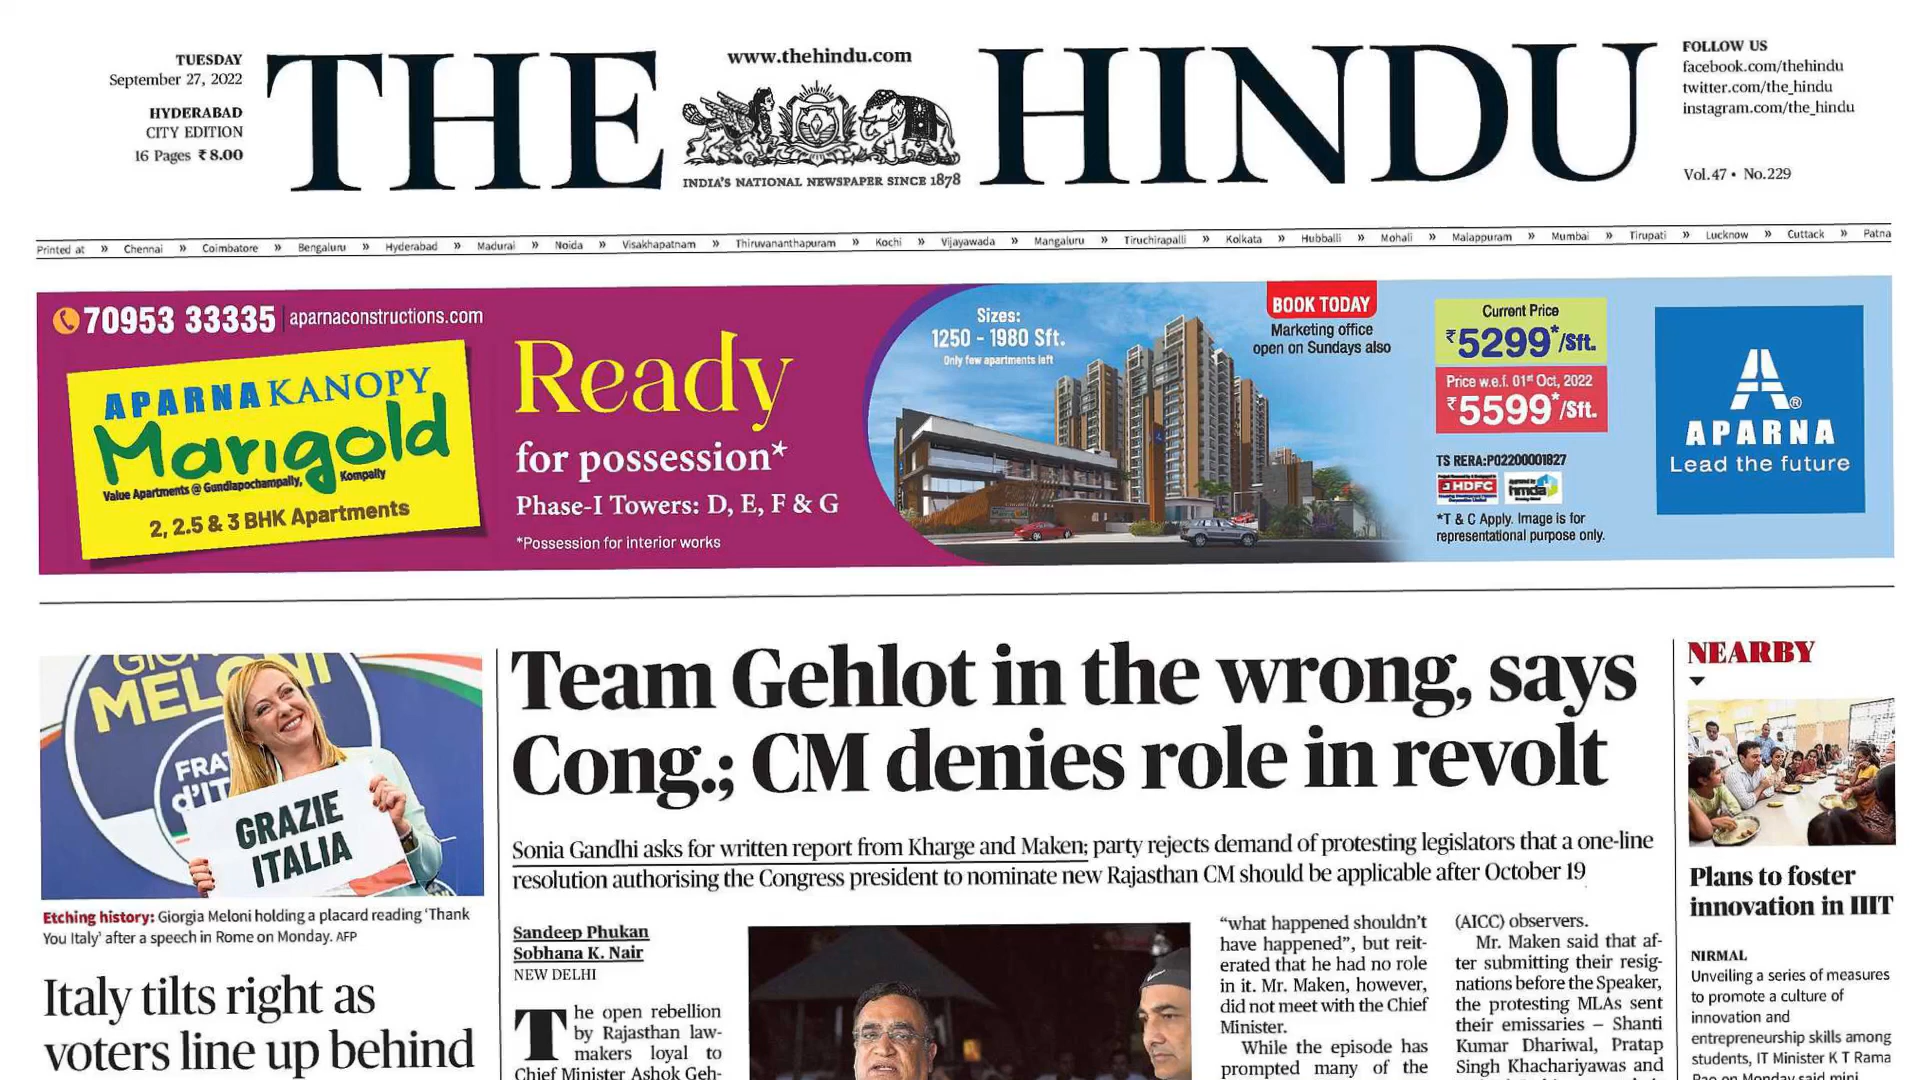 TUESDAY
September 27, 2022
HYDERABAD
CITY EDITION
16 Pages ₹ 8.00
THE HINDU
www.thehindu.com
INDIA'S NATIONAL NEWSPAPER SINCE 1878
FOLLOW US
facebook.com/thehindu
twitter.com/the_hindu
instagram.com/the_hindu
Vol. 47 • No. 229
Printed at » Chennai » Coimbatore » Bengaluru » Hyderabad » Madurai » Noida » Visakhapatnam » Thiruvananthapuram » Kochi » Vijayawada » Mangaluru » Tiruchirapalli » Kolkata » Hubballi » Mohali » Malappuram » Mumbai » Tirupati » Lucknow » Cuttack » Patna
70953 33335 | aparnaconstructions.com
APARNA KANOPY
Marigold
Value Apartments @ Gundlapochampally, Kompally
2, 2.5 & 3 BHK Apartments
Ready
for possession*
Phase-I Towers: D, E, F & G
*Possession for interior works
Sizes:
1250 - 1980 Sft.
Only few apartments left
BOOK TODAY
Marketing office
open on Sundays also
Current Price
₹5299*/Sft.
Price w.e.f. 01st Oct, 2022
₹5599*/Sft.
TS RERA:P02200001827
HDFC
hmda
*T & C Apply. Image is for
representational purpose only.
APARNA
Lead the future
GIORGIA
MELONI
FRA
d'IT
GRAZIE
ITALIA
Etching history: Giorgia Meloni holding a placard reading 'Thank
You Italy' after a speech in Rome on Monday. AFP
Italy tilts right as
voters line up behind
Team Gehlot in the wrong, says
Cong.; CM denies role in revolt
Sonia Gandhi asks for written report from Kharge and Maken; party rejects demand of protesting legislators that a one-line
resolution authorising the Congress president to nominate new Rajasthan CM should be applicable after October 19
Sandeep Phukan
Sobhana K. Nair
NEW DELHI
The open rebellion
by Rajasthan law-
makers loyal to
Chief Minister Ashok Geh-
"what happened shouldn't
have happened", but reit-
erated that he had no role
in it. Mr. Maken, however,
did not meet with the Chief
Minister.
While the episode has
prompted many of the
(AICC) observers.
Mr. Maken said that af-
ter submitting their resig-
nations before the Speaker,
the protesting MLAs sent
their emissaries – Shanti
Kumar Dhariwal, Pratap
Singh Khachariyawas and
NEARBY
Plans to foster
innovation in IIIT
NIRMAL
Unveiling a series of measures
to promote a culture of
innovation and
entrepreneurship skills among
students, IT Minister K T Rama
Rao on Monday said mini